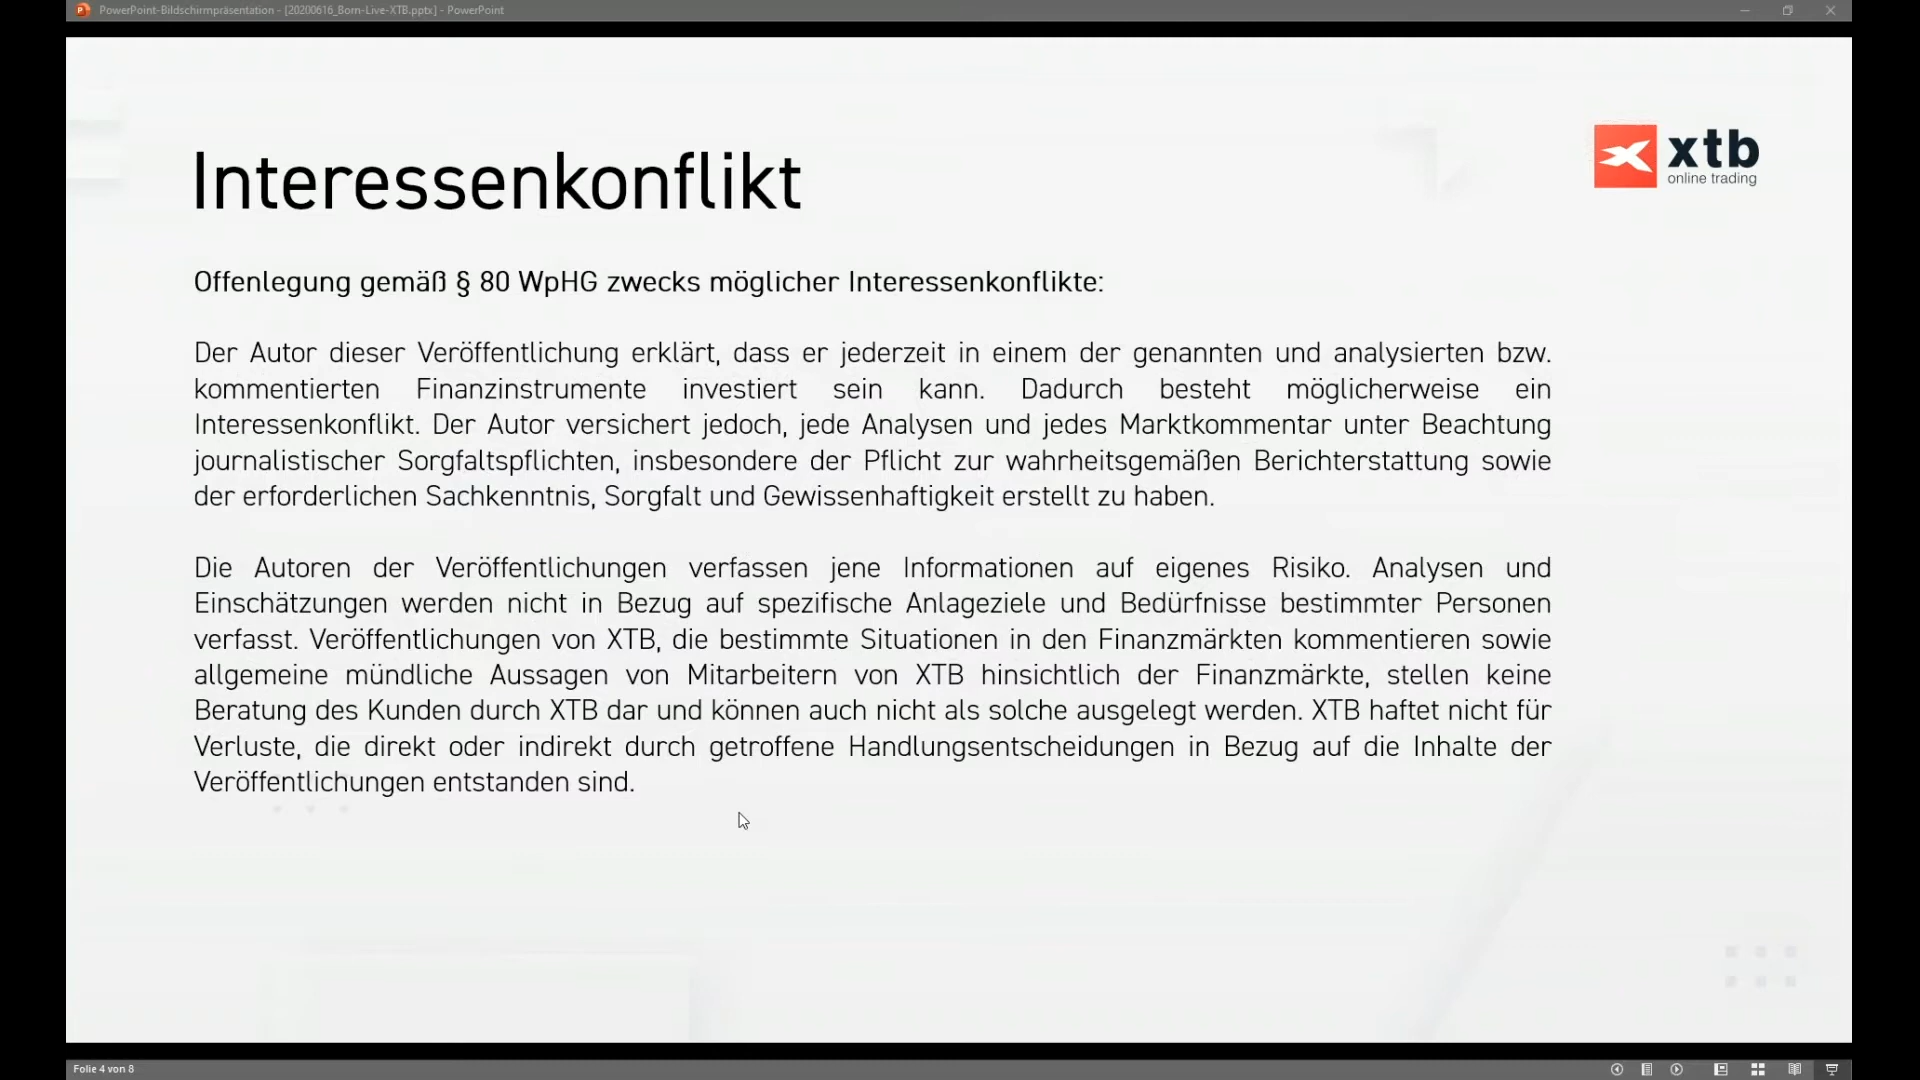 PowerPoint-Bildschirmpräsentation - [20200616_Born-Live-XTB.pptx] - PowerPoint
xtb
online trading
Interessenkonflikt
Offenlegung gemäß § 80 WpHG zwecks möglicher Interessenkonflikte:
Der Autor dieser Veröffentlichung erklärt, dass er jederzeit in einem der genannten und analysierten bzw.
kommentierten Finanzinstrumente investiert sein kann. Dadurch besteht möglicherweise ein
Interessenkonflikt. Der Autor versichert jedoch, jede Analysen und jedes Marktkommentar unter Beachtung
journalistischer Sorgfaltspflichten, insbesondere der Pflicht zur wahrheitsgemäßen Berichterstattung sowie
der erforderlichen Sachkenntnis, Sorgfalt und Gewissenhaftigkeit erstellt zu haben.
Die Autoren der Veröffentlichungen verfassen jene Informationen auf eigenes Risiko. Analysen und
Einschätzungen werden nicht in Bezug auf spezifische Anlageziele und Bedürfnisse bestimmter Personen
verfasst. Veröffentlichungen von XTB, die bestimmte Situationen in den Finanzmärkten kommentieren sowie
allgemeine mündliche Aussagen von Mitarbeitern von XTB hinsichtlich der Finanzmärkte, stellen keine
Beratung des Kunden durch XTB dar und können auch nicht als solche ausgelegt werden. XTB haftet nicht für
Verluste, die direkt oder indirekt durch getroffene Handlungsentscheidungen in Bezug auf die Inhalte der
Veröffentlichungen entstanden sind.
Folie 4 von 8